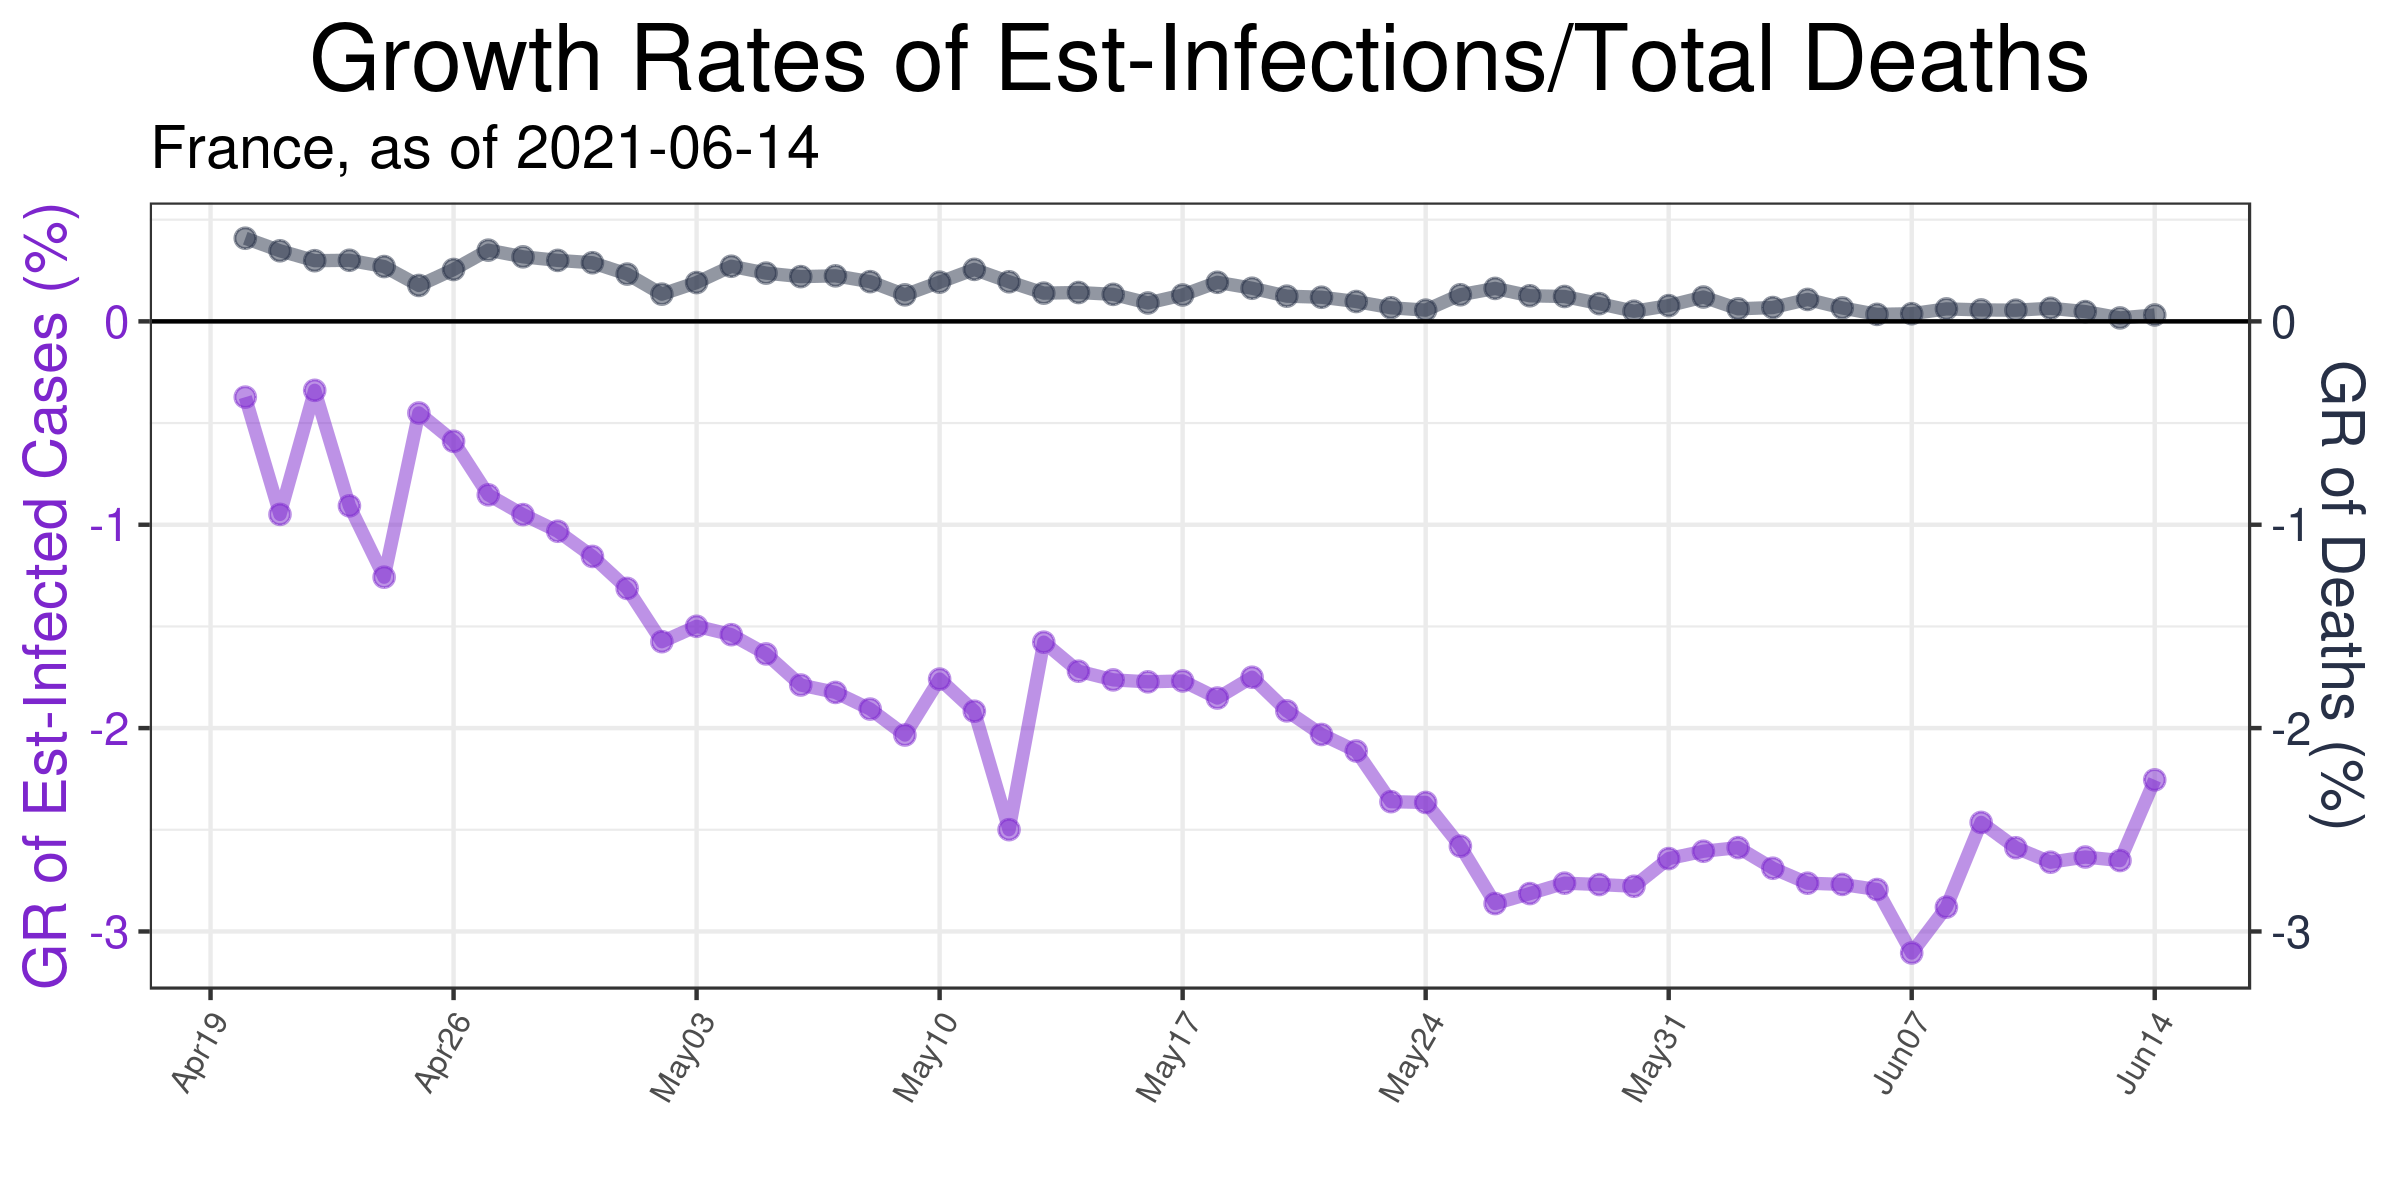 Growth Rates of Est-Infections/Total Deaths
France, as of 2021-06-14
GR of Est-Infected Cases (%)
0
-1
-2
-3
0
-1
-2
-3
GR of Deaths (%)
Apr19
Apr26
May03
May10
May17
May24
May31
Jun07
Jun14